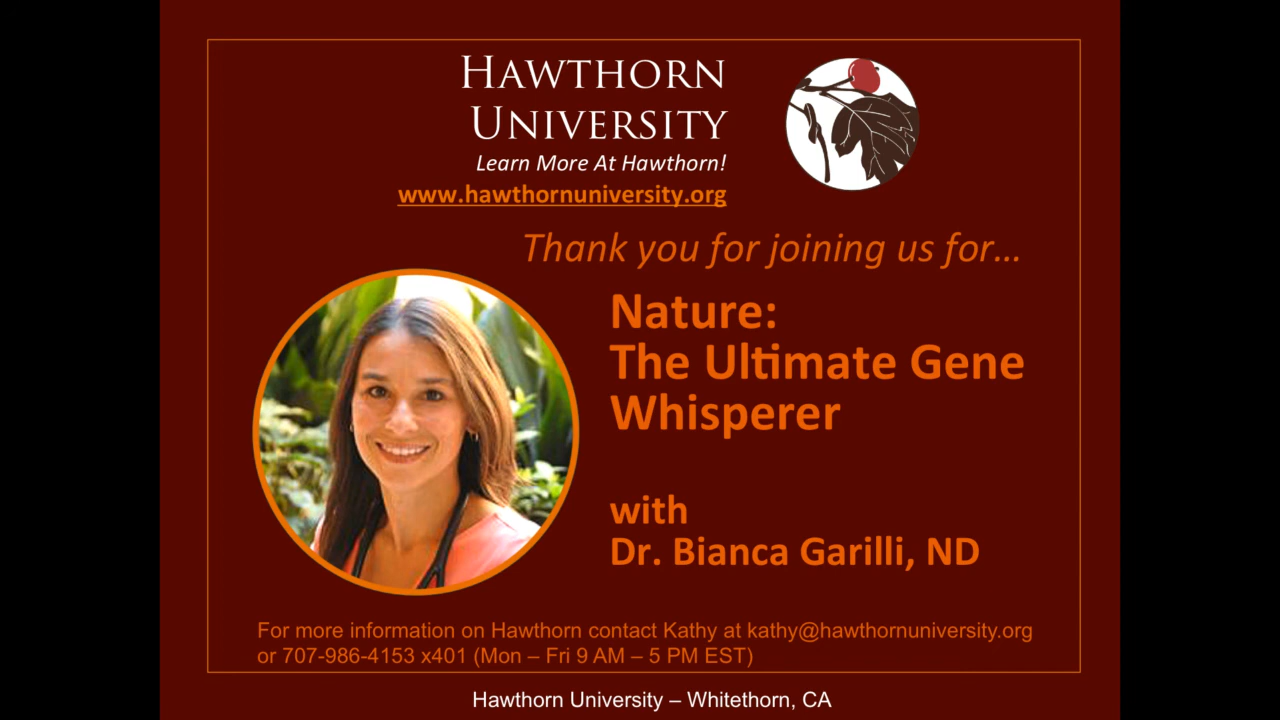 HAWTHORN
UNIVERSITY
Learn More At Hawthorn!
www.hawthornuniversity.org
Thank you for joining us for...
Nature:
The Ultimate Gene
Whisperer
with
Dr. Bianca Garilli, ND
For more information on Hawthorn contact Kathy at kathy@hawthornuniversity.org
or 707-986-4153 x401 (Mon – Fri 9 AM – 5 PM EST)
Hawthorn University – Whitethorn, CA